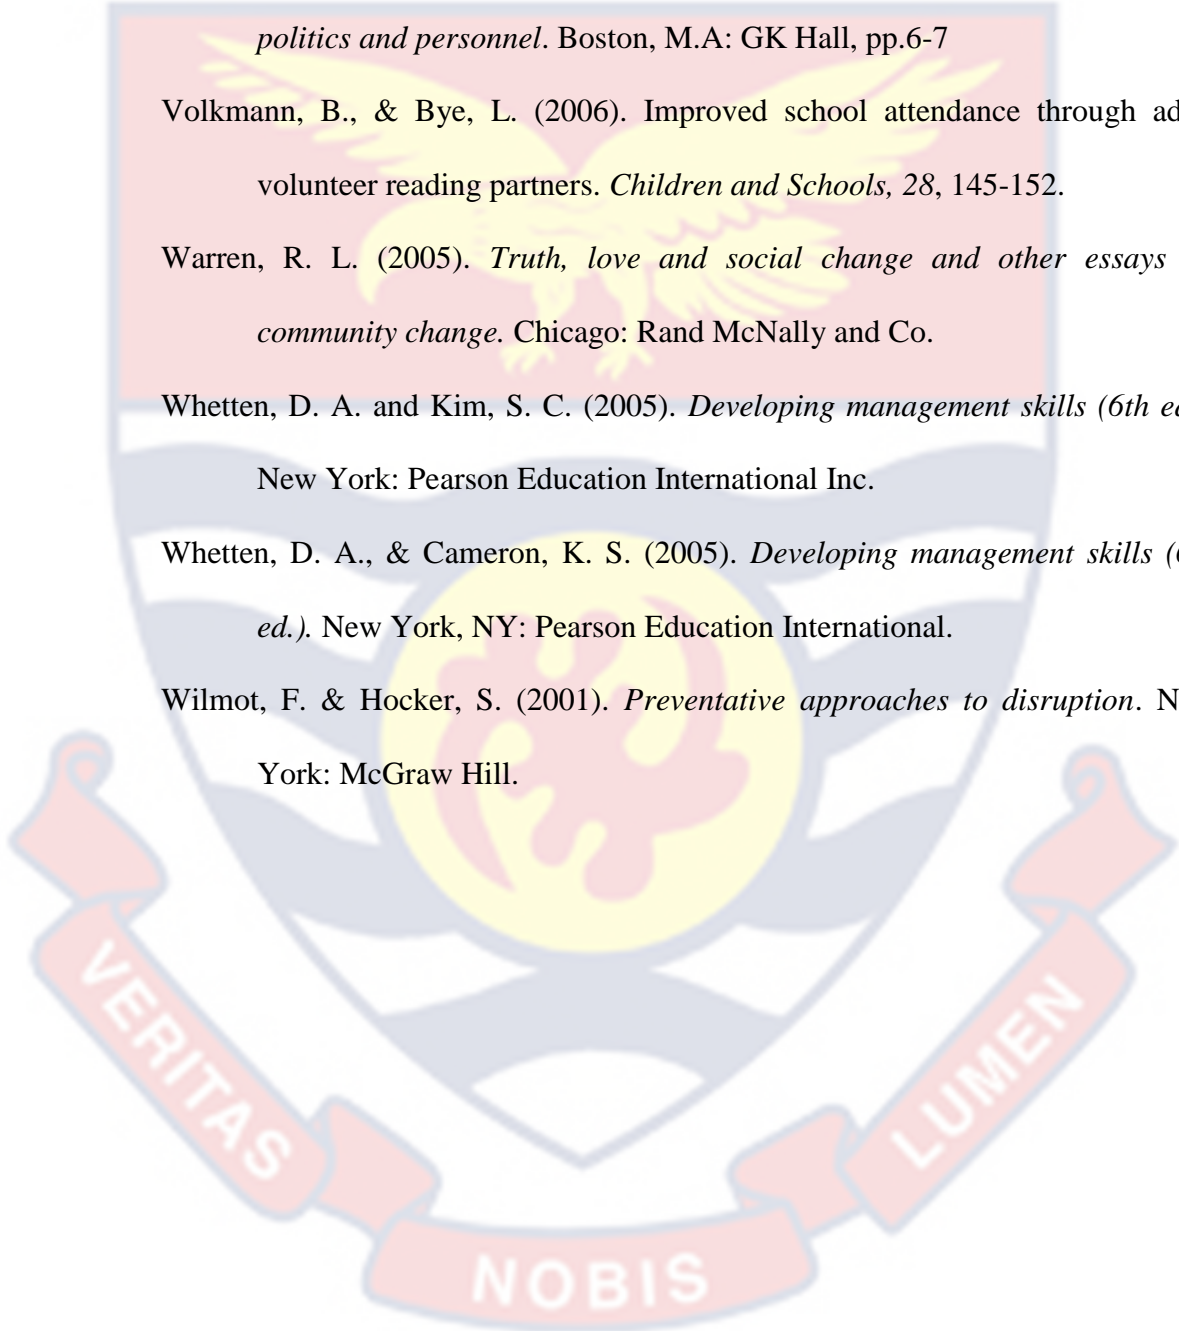 politics and personnel. Boston, M.A: GK Hall, pp.6-7
Volkmann, B., & Bye, L. (2006). Improved school attendance through ad
volunteer reading partners. Children and Schools, 28, 145-152.
Warren, R. L. (2005). Truth, love and social change and other essays
community change. Chicago: Rand McNally and Co.
Whetten, D. A. and Kim, S. C. (2005). Developing management skills (6th
New York: Pearson Education International Inc.
Whetten, D. A., & Cameron, K. S. (2005). Developing management skills
ed.). New York, NY: Pearson Education International.
Wilmot, F. & Hocker, S. (2001). Preventative approaches to disruption. N
York: McGraw Hill.
VERITAS
NOBIS
LUMEN